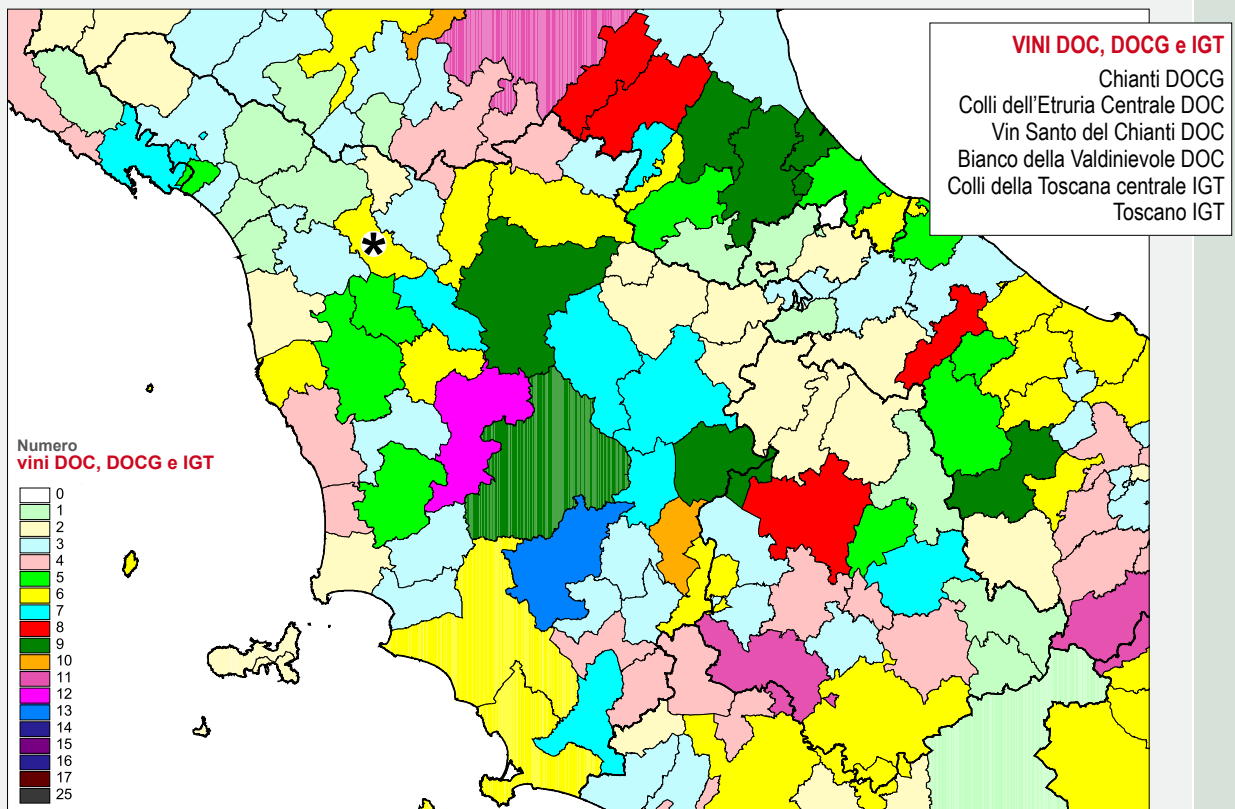 VINI DOC, DOCG e IGT
Chianti DOCG
Colli dell'Etruria Centrale DOC
Vin Santo del Chianti DOC
Bianco della Valdinievole DOC
Colli della Toscana centrale IGT
Toscano IGT
*
Numero
vini DOC, DOCG e IGT
0
1
2
3
4
5
6
7
8
9
10
11
12
13
14
15
16
17
25